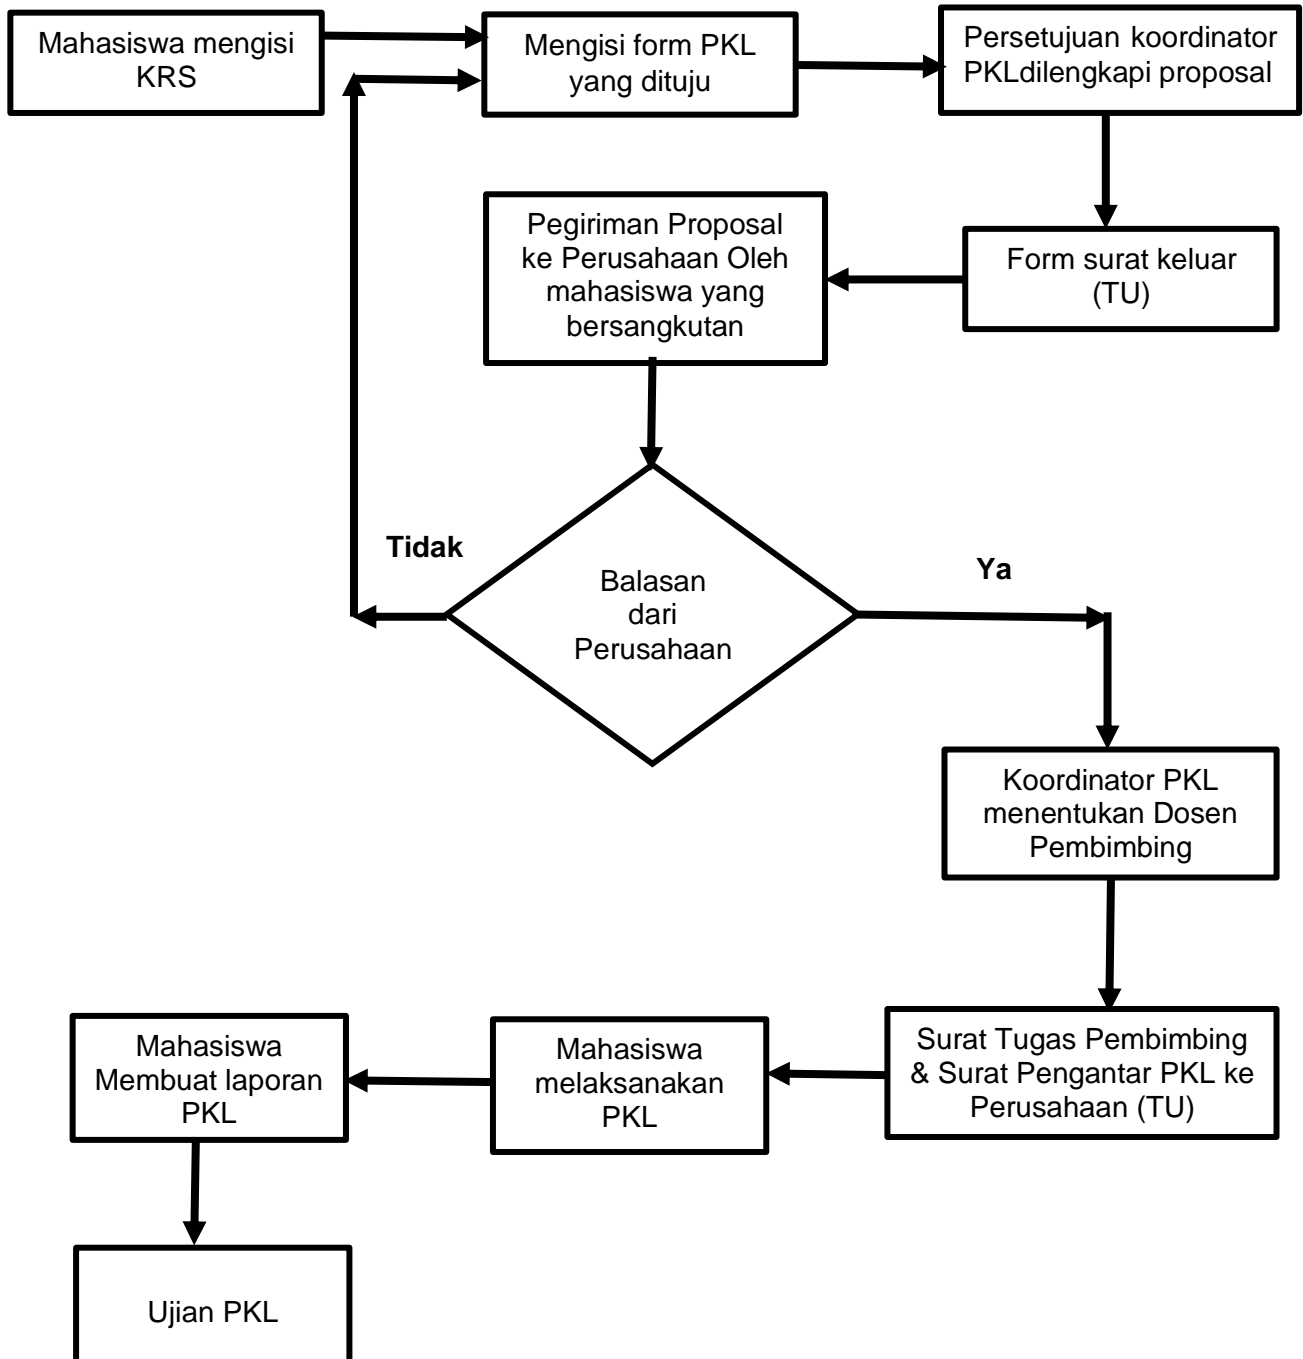 Mahasiswa mengisi
KRS
Mengisi form PKL
yang dituju
Persetujuan koordinator
PKLdilengkapi proposal
Pegiriman Proposal
ke Perusahaan Oleh
mahasiswa yang
bersangkutan
Form surat keluar
(TU)
Tidak
Balasan
dari
Perusahaan
Ya
Koordinator PKL
menentukan Dosen
Pembimbing
Surat Tugas Pembimbing
& Surat Pengantar PKL ke
Perusahaan (TU)
Mahasiswa
melaksanakan
PKL
Mahasiswa
Membuat laporan
PKL
Ujian PKL